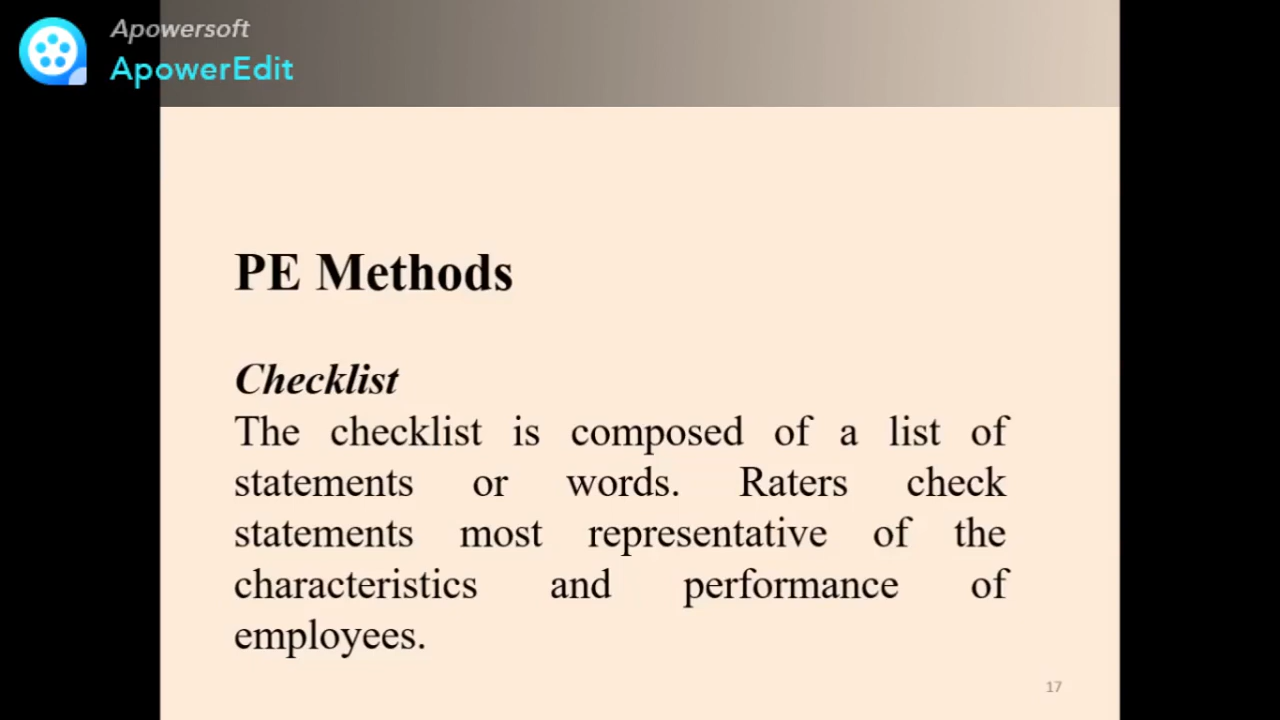 Apowersoft
ApowerEdit
PE Methods
Checklist
The checklist is composed of a list of
statements or words. Raters check
statements most representative of the
characteristics and performance of
employees.
17